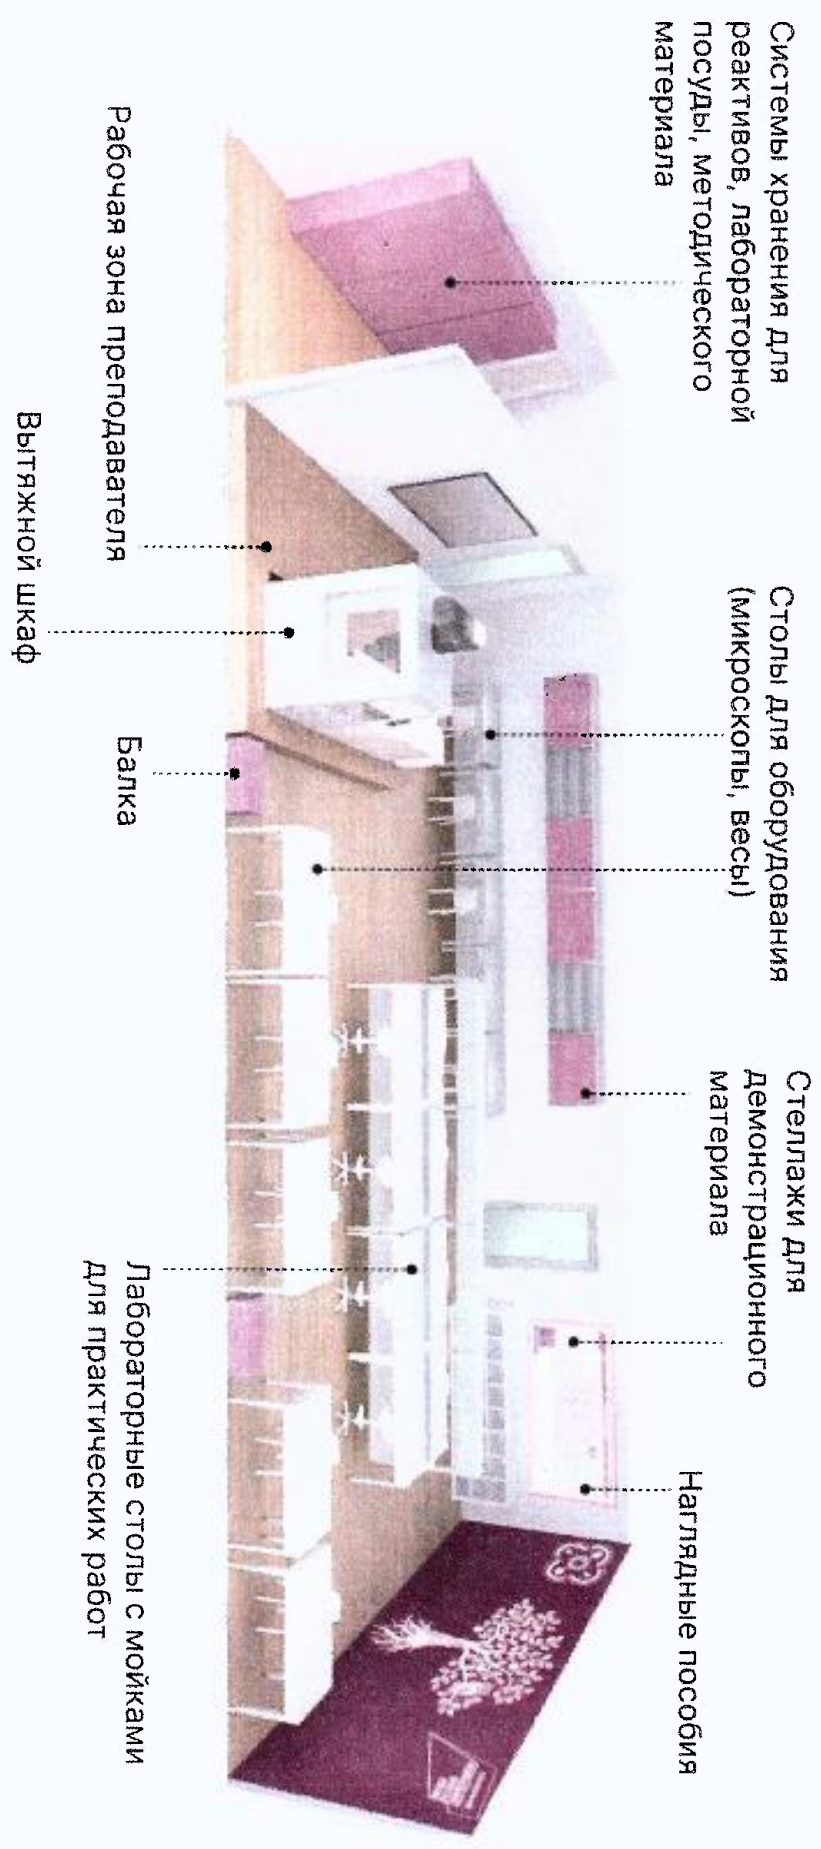 Системы хранения для
реактивов, лабораторной
посуды, методического
материала
Столы для оборудования
(микроскопы, весы)
Стеллажи для
демонстрационного
материала
Наглядные пособия
Рабочая зона преподавателя
Вытяжной шкаф
Балка
Лабораторные столы с мойками
для практических работ